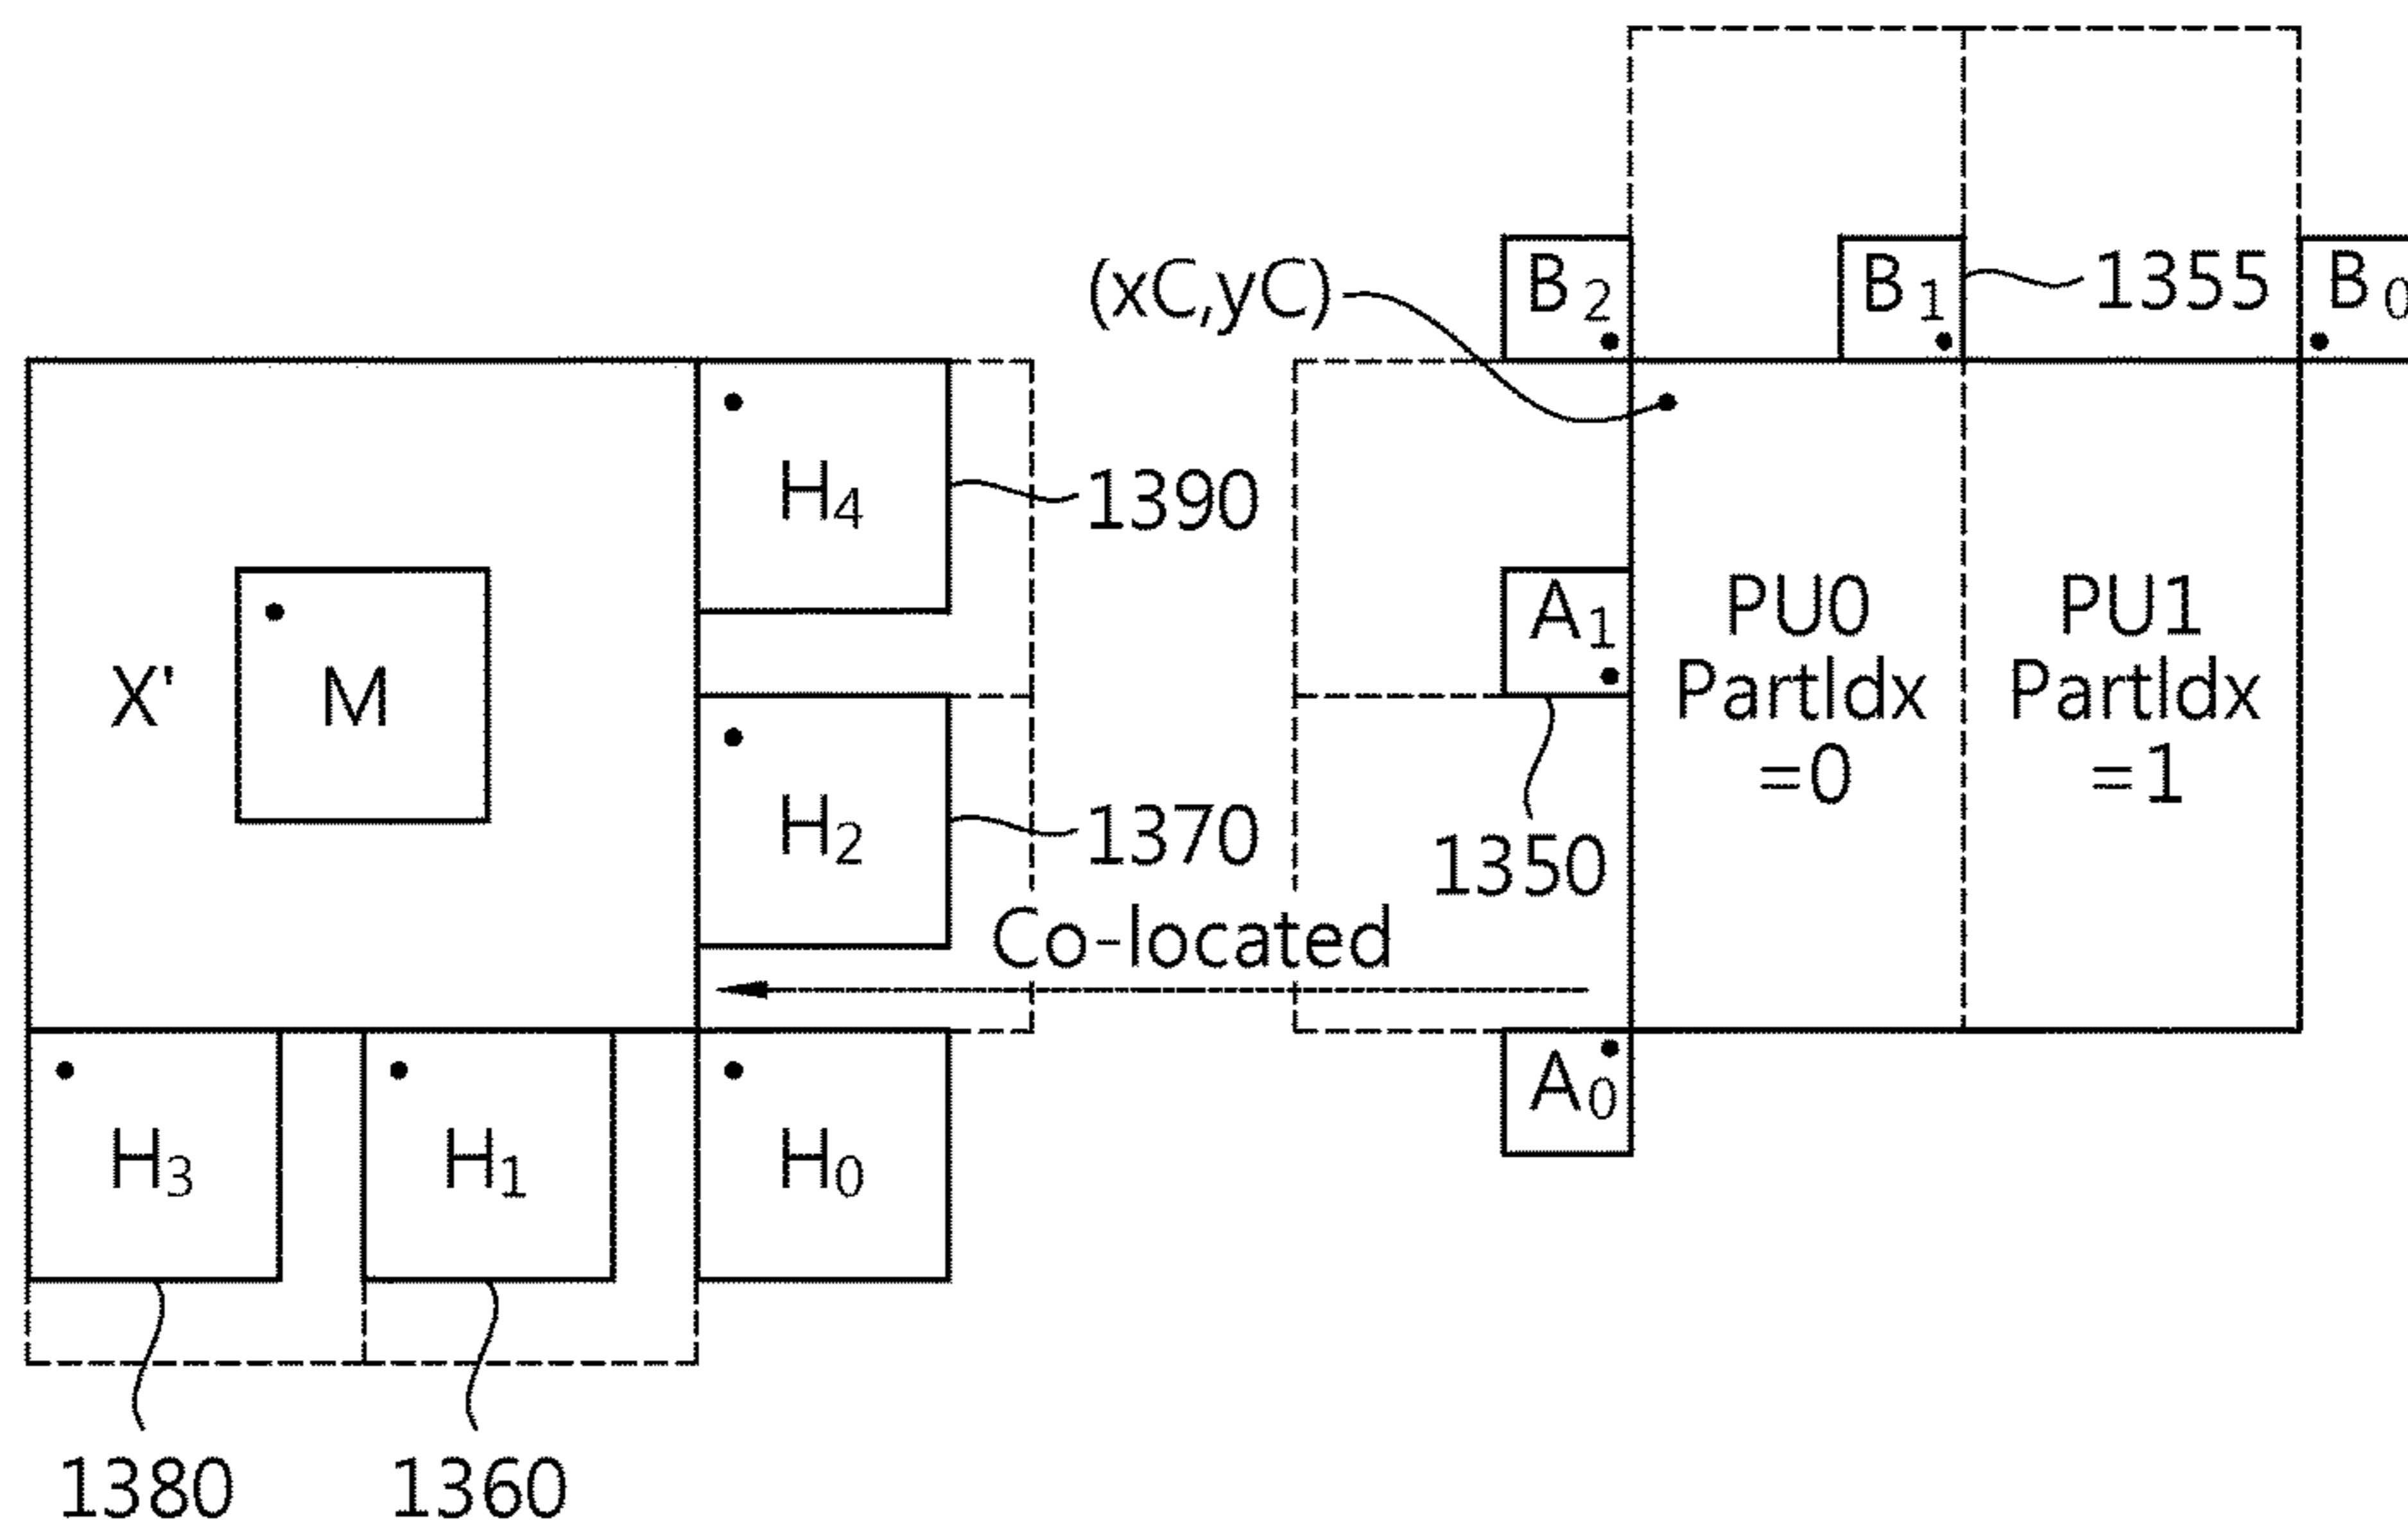 (xC,yC)
B2
B1
1355
B0
H4
1390
X'
M
A1
PU0
PartIdx
=0
PU1
PartIdx
=1
H2
1370
1350
Co-located
H3
H1
H0
A0
1380
1360